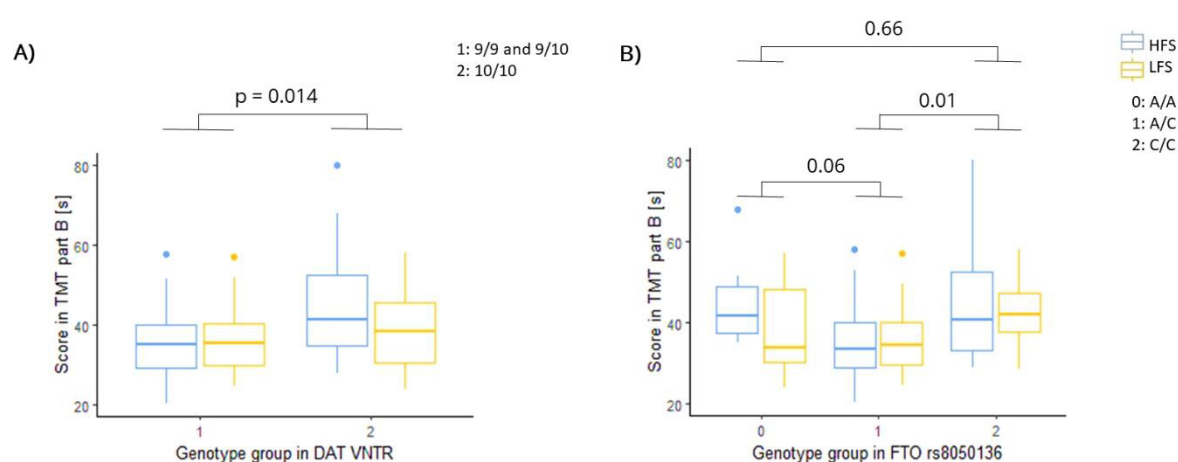 A)
1: 9/9 and 9/10
2: 10/10
p = 0.014
80
60
40
20
Score in TMT part B [s]
1
2
Genotype group in DAT VNTR
B)
0.66
0.01
0.06
HFS
LFS
0: A/A
1: A/C
2: C/C
80
60
40
20
Score in TMT part B [s]
0
1
2
Genotype group in FTO rs8050136